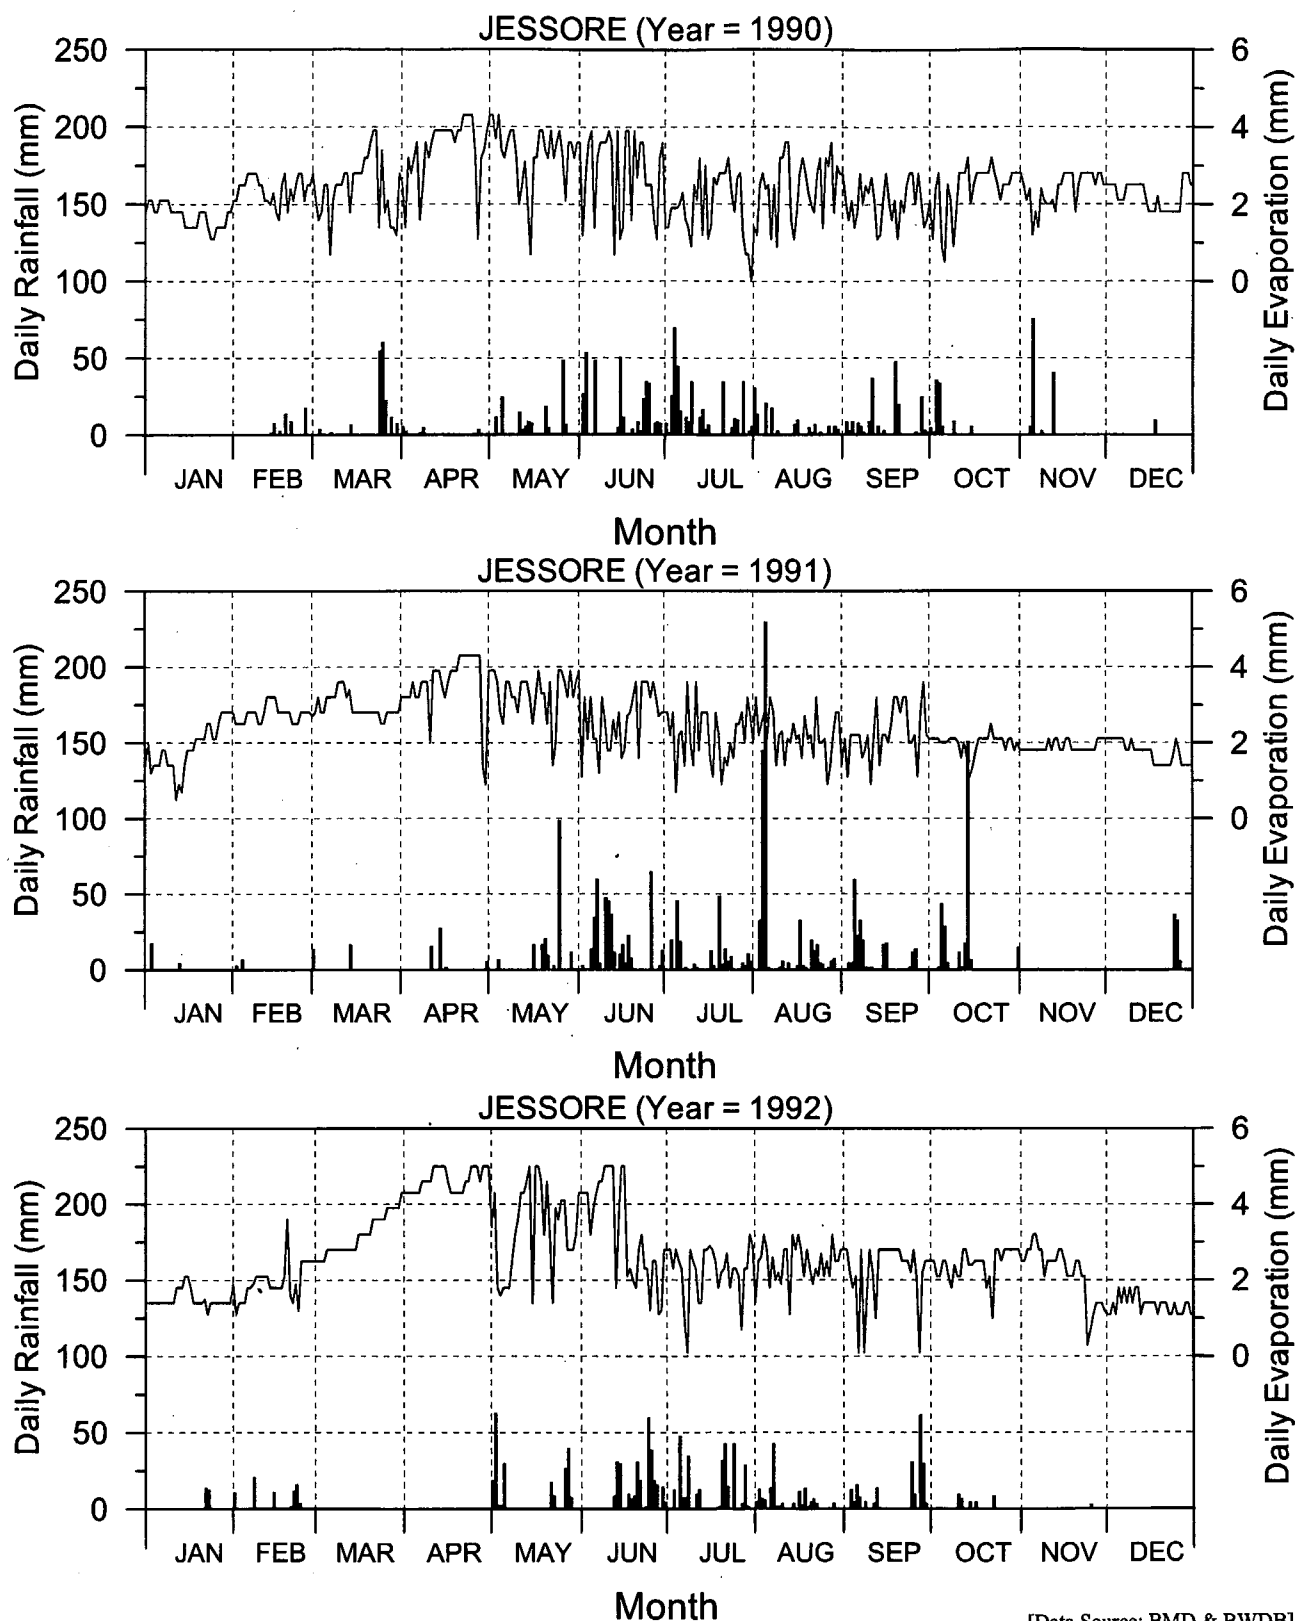 JESSORE (Year = 1990)
250
200
150
100
50
0
Daily Rainfall (mm)
6
4
2
0
Daily Evaporation (mm)
JAN FEB MAR APR MAY JUN JUL AUG SEP OCT NOV DEC
Month
JESSORE (Year = 1991)
250
200
150
100
50
0
Daily Rainfall (mm)
6
4
2
0
Daily Evaporation (mm)
JAN FEB MAR APR MAY JUN JUL AUG SEP OCT NOV DEC
Month
JESSORE (Year = 1992)
250
200
150
100
50
0
Daily Rainfall (mm)
6
4
2
0
Daily Evaporation (mm)
JAN FEB MAR APR MAY JUN JUL AUG SEP OCT NOV DEC
Month
[Data Source: BMD & BWDB]